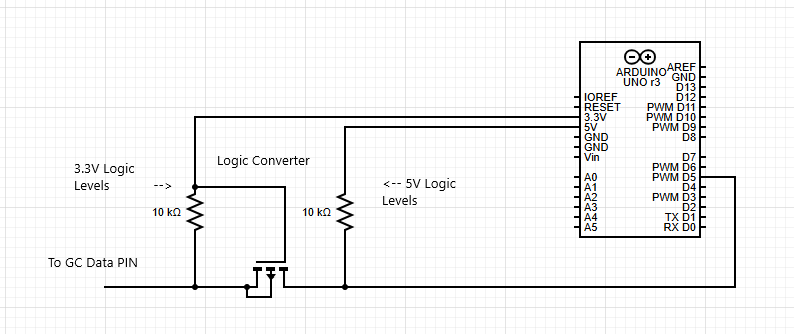 ARDUINO
UNO r3
AREF
GND
D13
IOREF
D12
RESET
PWM D11
3.3V
PWM D10
5V
PWM D9
GND
D8
GND
Vin
D7
PWM D6
A0
PWM D5
A1
D4
A2
PWM D3
A3
D2
A4
TX D1
A5
RX D0
Logic Converter
3.3V Logic
Levels -->
<-- 5V Logic
Levels
10 kΩ
10 kΩ
To GC Data PIN